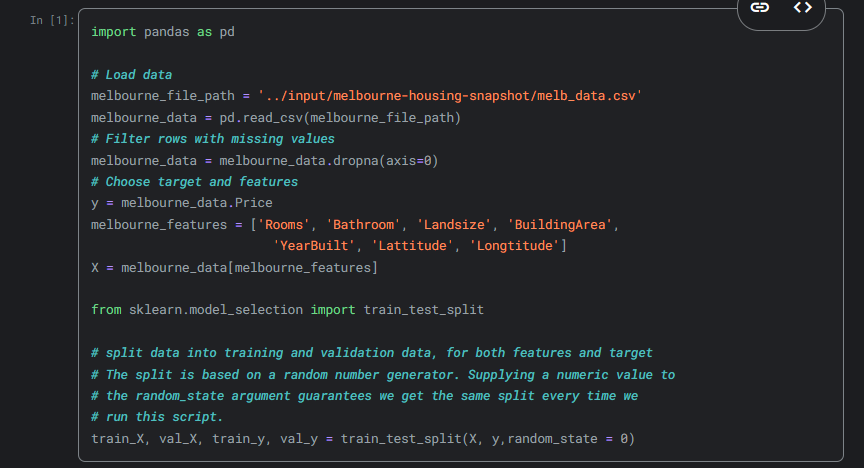 In [1]:
import pandas as pd
# Load data
melbourne_file_path = '../input/melbourne-housing-snapshot/melb_data.csv'
melbourne_data = pd.read_csv(melbourne_file_path)
# Filter rows with missing values
melbourne_data = melbourne_data.dropna(axis=0)
# Choose target and features
y = melbourne_data.Price
melbourne_features = ['Rooms', 'Bathroom', 'Landsize', 'BuildingArea',
                        'YearBuilt', 'Lattitude', 'Longtitude']
X = melbourne_data[melbourne_features]
from sklearn.model_selection import train_test_split
# split data into training and validation data, for both features and target
# The split is based on a random number generator. Supplying a numeric value to
# the random_state argument guarantees we get the same split every time we
# run this script.
train_X, val_X, train_y, val_y = train_test_split(X, y,random_state = 0)